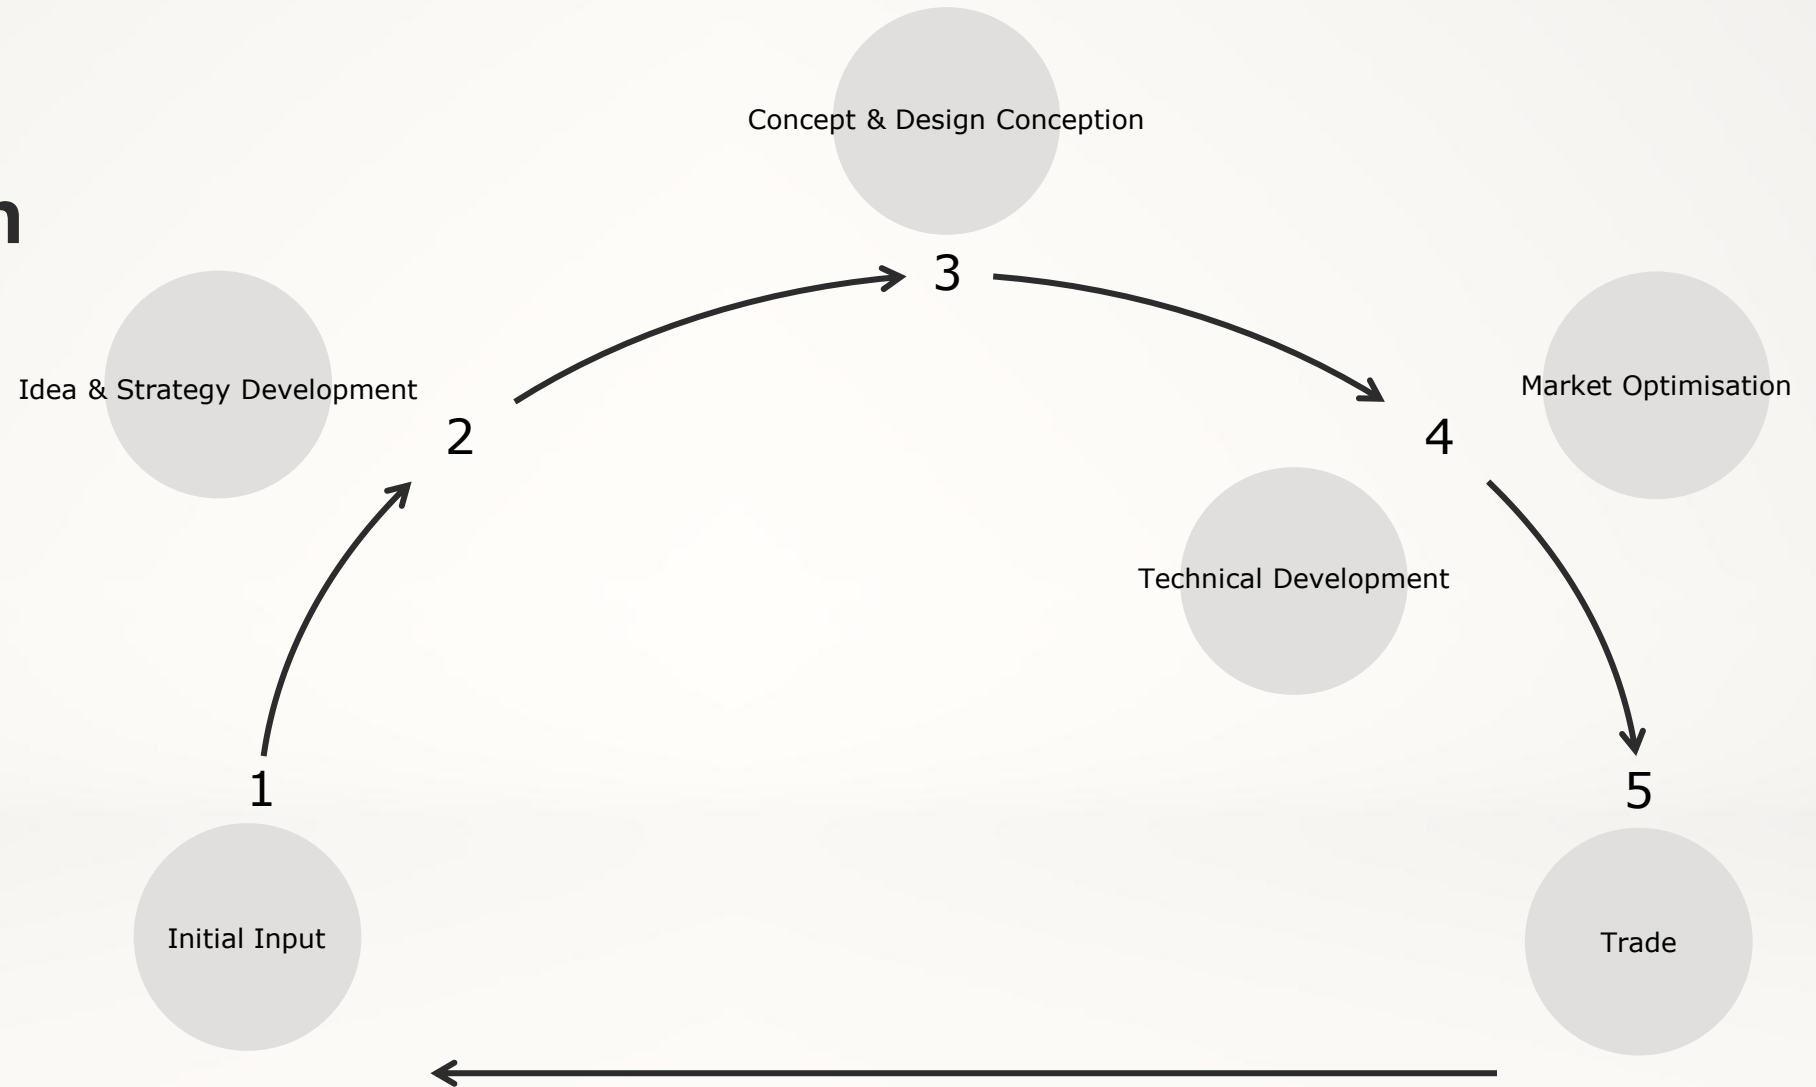 Concept & Design Conception
3
Idea & Strategy Development
2
Market Optimisation
4
Technical Development
1
Initial Input
5
Trade